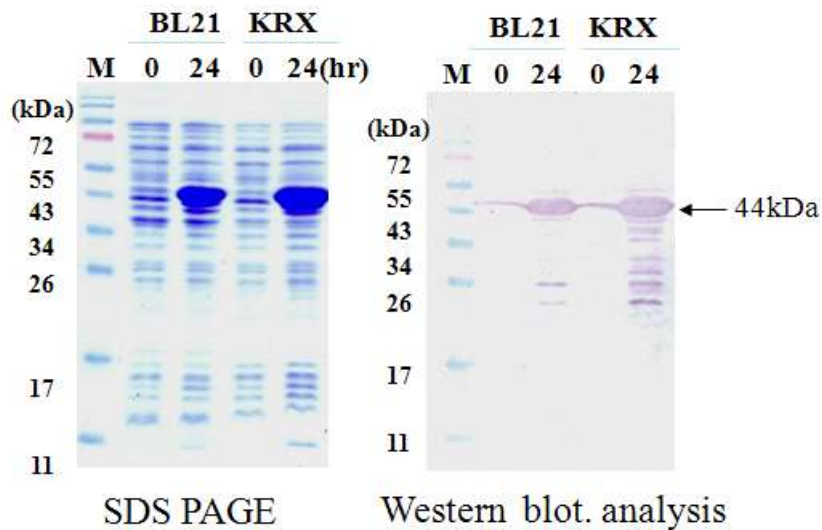 BL21 KRX
M 0 24 0 24(hr)
(kDa)
72
55
43
34
26
17
11
SDS PAGE
BL21 KRX
M 0 24 0 24
(kDa)
72
55
43
34
26
17
11
44kDa
Western blot. analysis